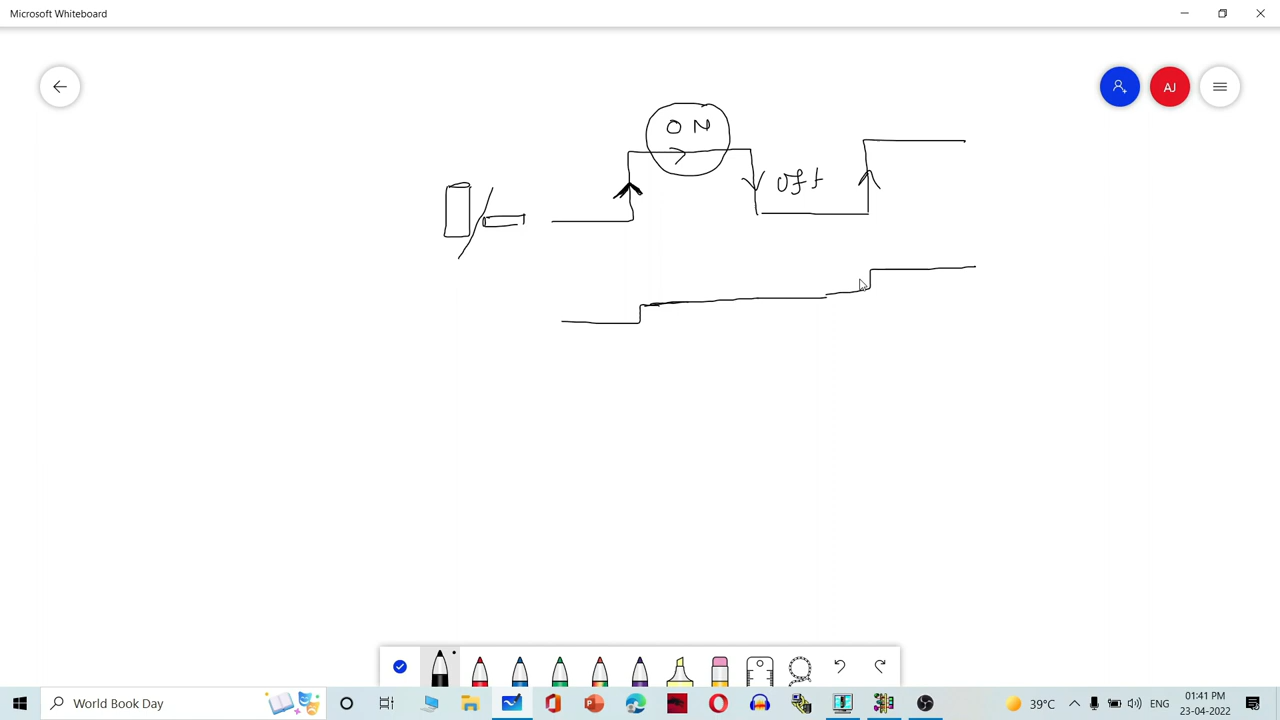 Microsoft Whiteboard
AJ
ON
Off
World Book Day
39°C
ENG
01:41 PM
23-04-2022